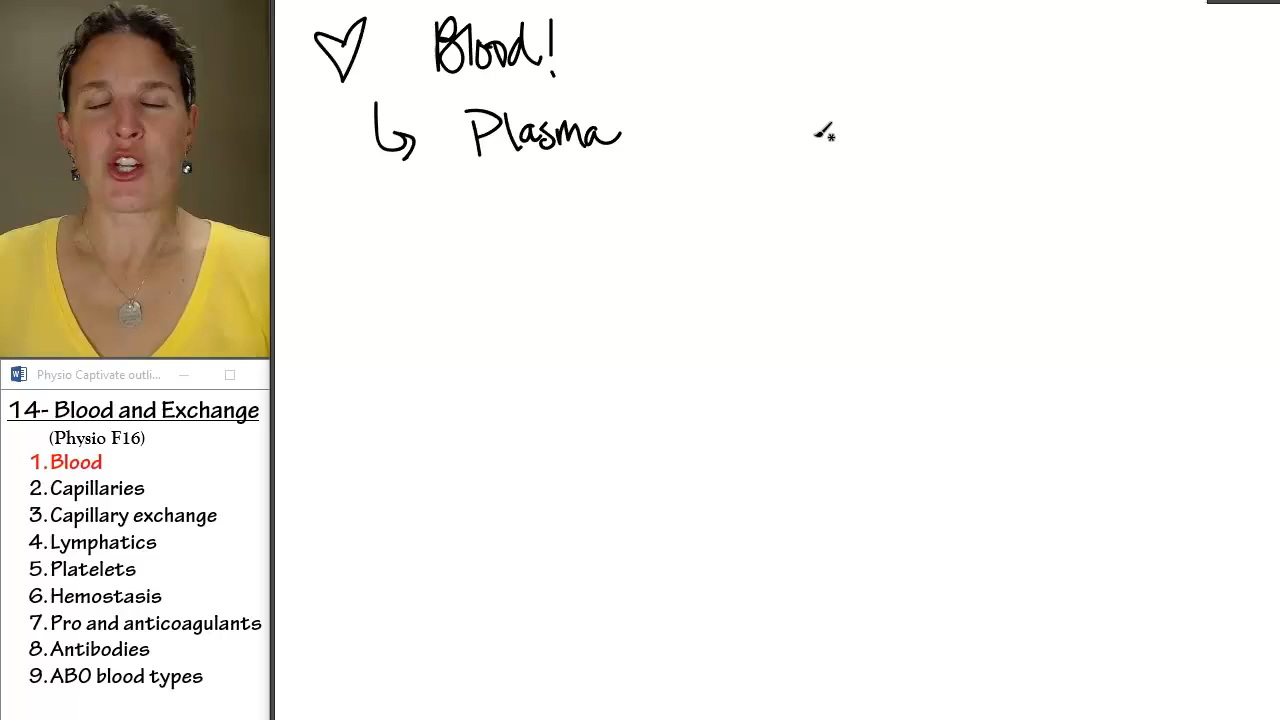 Blood!
Plasma
Physio Captivate outli...
14- Blood and Exchange
(Physio F16)
1. Blood
2. Capillaries
3. Capillary exchange
4. Lymphatics
5. Platelets
6. Hemostasis
7. Pro and anticoagulants
8. Antibodies
9. ABO blood types